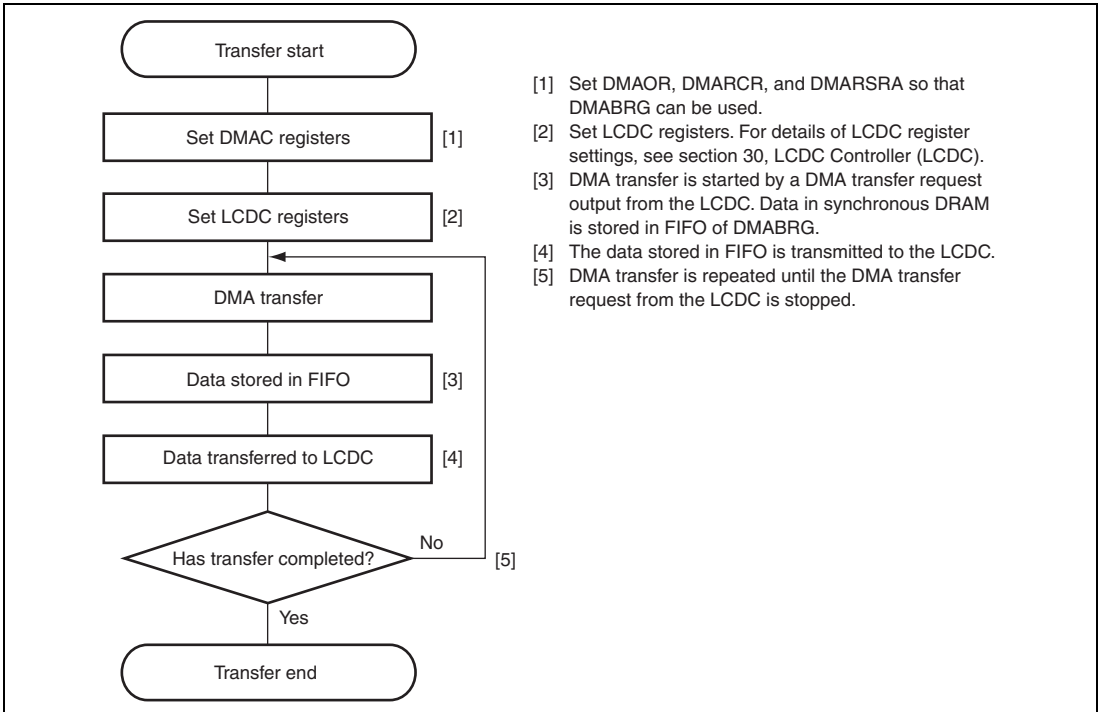 Transfer start
Set DMAC registers
[1]
Set LCDC registers
[2]
DMA transfer
Data stored in FIFO
[3]
Data transferred to LCDC
[4]
Has transfer completed?
No
[5]
Yes
Transfer end
[1] Set DMAOR, DMARCR, and DMARSRA so that
DMABRG can be used.
[2] Set LCDC registers. For details of LCDC register
settings, see section 30, LCDC Controller (LCDC).
[3] DMA transfer is started by a DMA transfer request
output from the LCDC. Data in synchronous DRAM
is stored in FIFO of DMABRG.
[4] The data stored in FIFO is transmitted to the LCDC.
[5] DMA transfer is repeated until the DMA transfer
request from the LCDC is stopped.